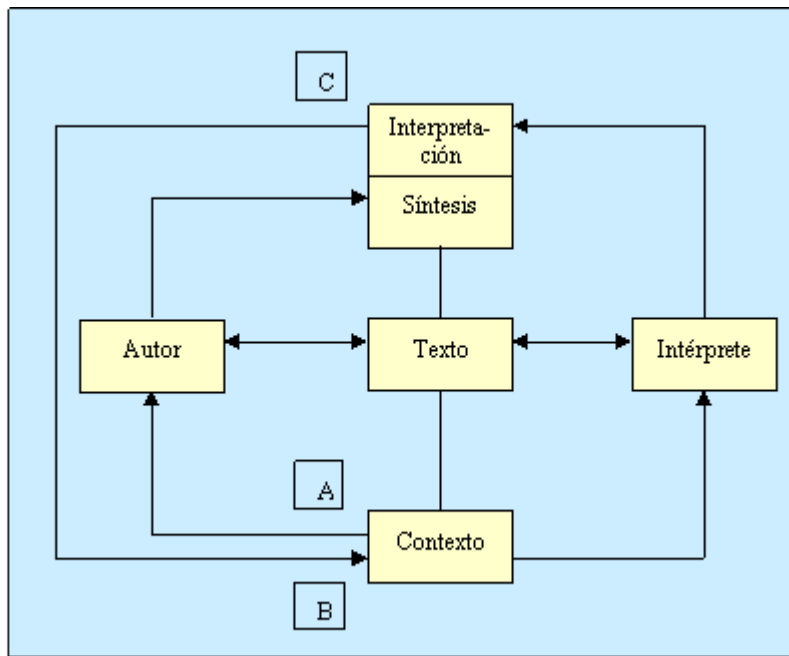 C
Interpreta-
ción
Síntesis
Autor
Texto
Intérprete
A
Contexto
B